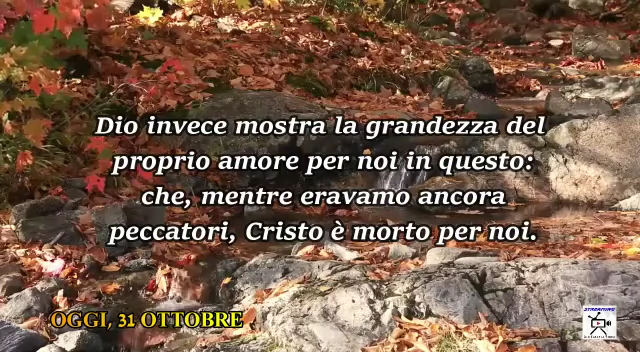 Dio invece mostra la grandezza del
proprio amore per noi in questo:
che, mentre eravamo ancora
peccatori, Cristo è morto per noi.
OGGI, 31 OTTOBRE
STREAMING